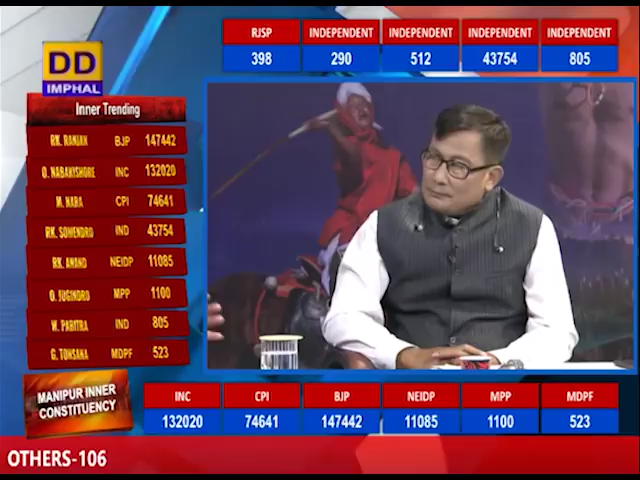 RJSP INDEPENDENT INDEPENDENT INDEPENDENT INDEPENDENT
398 290 512 43754 805
DD
IMPHAL
Inner Trending
RK. RANJAN BJP 147442
O. NABAKISHORE INC 132020
M. NARA CPI 74641
RK. SOMENDRO IND 43754
RK. ANAND NEIDP 11085
O. JUGINDRO MPP 1100
W. PABITRA IND 805
G. TONSANA MDPF 523
MANIPUR INNER
CONSTITUENCY
INC CPI BJP NEIDP MPP MDPF
132020 74641 147442 11085 1100 523
OTHERS-106